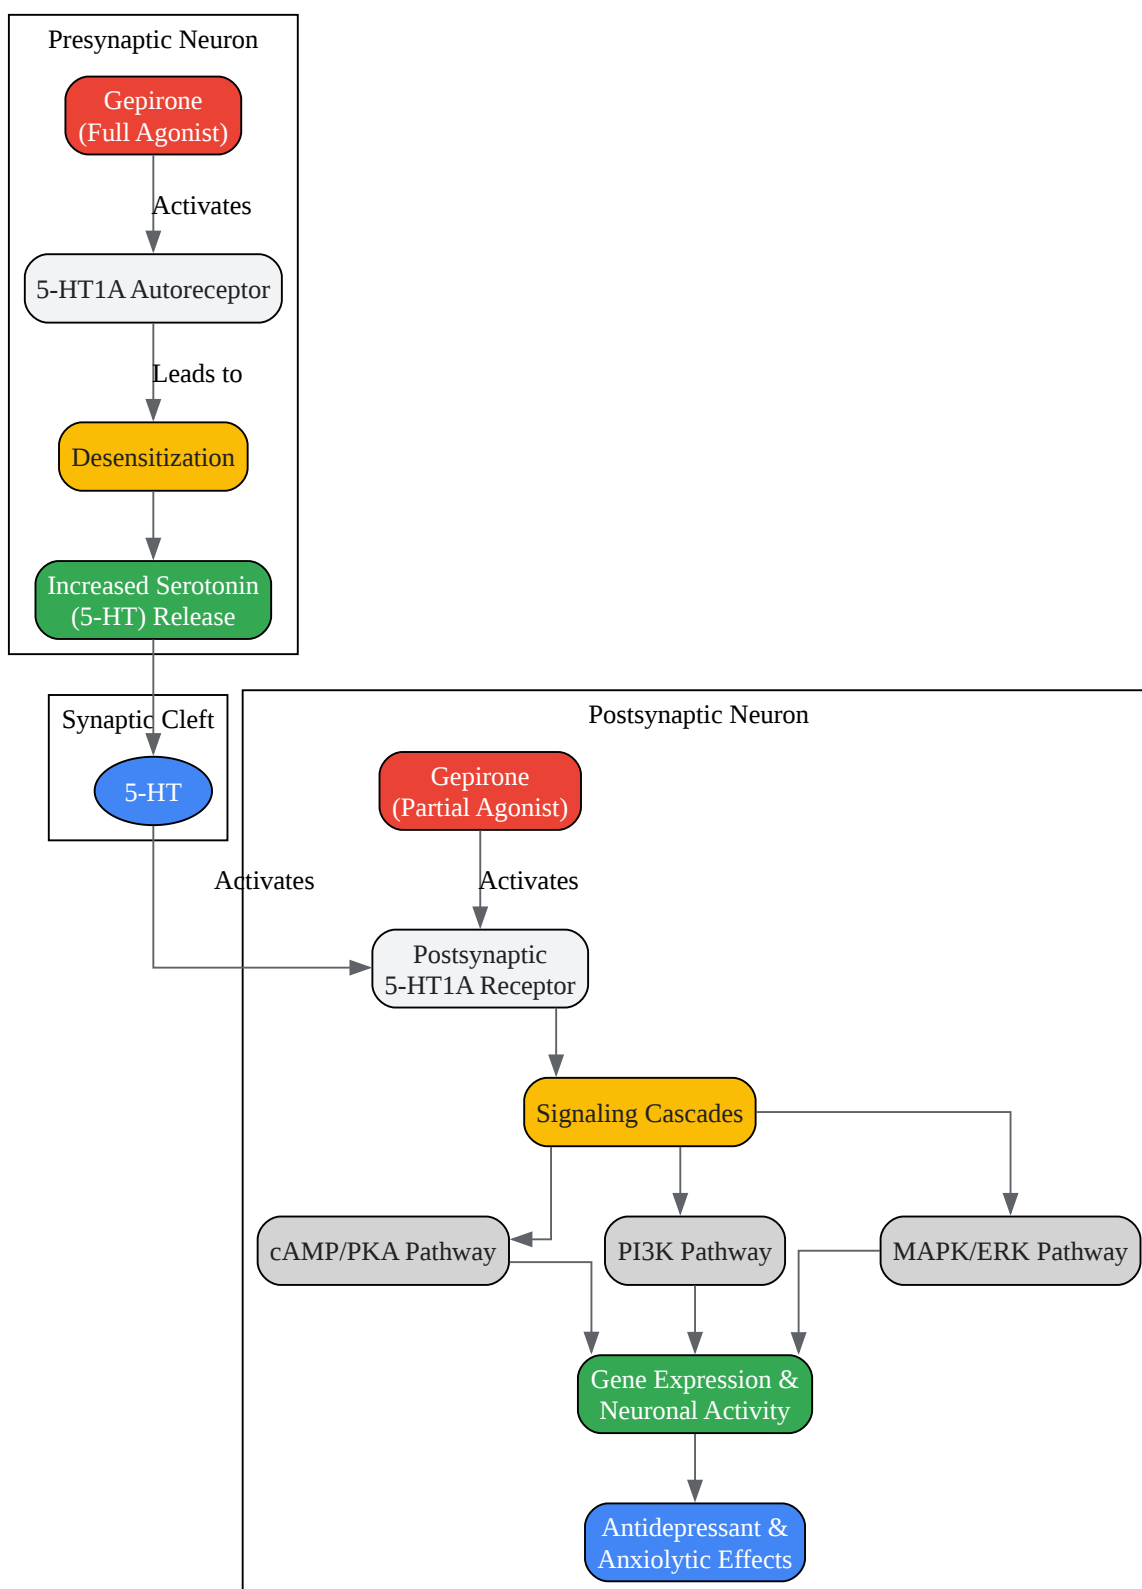 Presynaptic Neuron
Gepirone
(Full Agonist)
Activates
5-HT1A Autoreceptor
Leads to
Desensitization
Increased Serotonin
(5-HT) Release
Synaptic Cleft
5-HT
Postsynaptic Neuron
Gepirone
(Partial Agonist)
Activates
Activates
Postsynaptic
5-HT1A Receptor
Signaling Cascades
cAMP/PKA Pathway
PI3K Pathway
MAPK/ERK Pathway
Gene Expression &
Neuronal Activity
Antidepressant &
Anxiolytic Effects